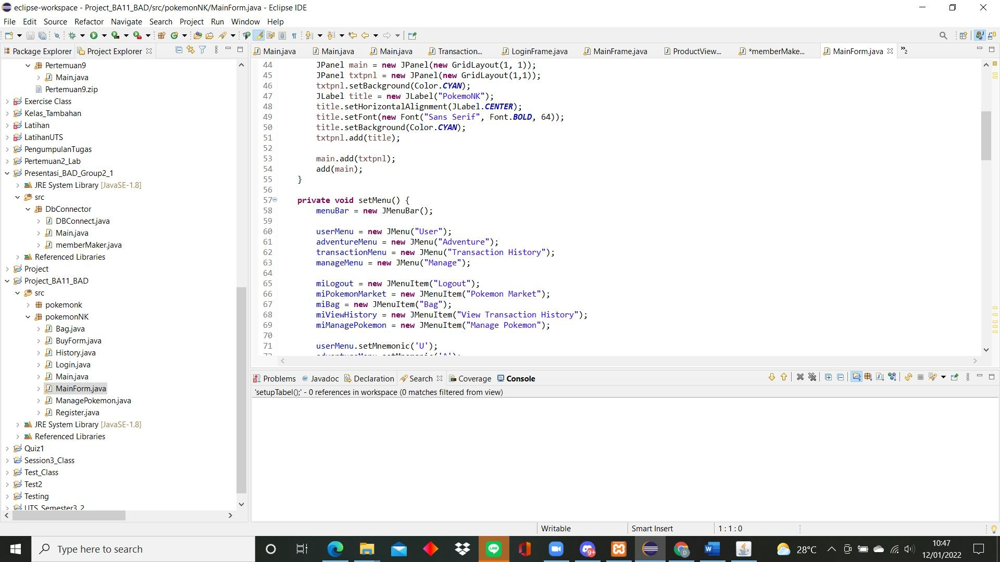 eclipse-workspace - Project_BA11_BAD/src/pokemonNK/MainForm.java - Eclipse IDE
File Edit Source Refactor Navigate Search Project Run Window Help
Package Explorer Project Explorer
Main.java Main.java Main.java Transaction... LoginFrame.java MainFrame.java ProductView... *memberMake... MainForm.java »2
Pertemuan9
Main.java
Pertemuan9.zip
Exercise Class
Kelas_Tambahan
Latihan
LatihanUTS
PengumpulanTugas
Pertemuan2_Lab
Presentasi_BAD_Group2_1
JRE System Library [JavaSE-1.8]
src
DbConnector
DBConnect.java
Main.java
memberMaker.java
Referenced Libraries
Project
Project_BA11_BAD
src
pokemonk
pokemonNK
Bag.java
BuyForm.java
History.java
Login.java
Main.java
MainForm.java
ManagePokemon.java
Register.java
JRE System Library [JavaSE-1.8]
Referenced Libraries
Quiz1
Session3_Class
Test_Class
Test2
Testing
UTS_Semester3_2
44 JPanel main = new JPanel(new GridLayout(1, 1));
45 JPanel txtpnl = new JPanel(new GridLayout(1,1));
46 txtpnl.setBackground(Color.CYAN);
47 JLabel title = new JLabel("PokemoNK");
48 title.setHorizontalAlignment(JLabel.CENTER);
49 title.setFont(new Font("Sans Serif", Font.BOLD, 64));
50 title.setBackground(Color.CYAN);
51 txtpnl.add(title);
52
53 main.add(txtpnl);
54 add(main);
55 }
56
57 private void setMenu() {
58 menuBar = new JMenuBar();
59
60 userMenu = new JMenu("User");
61 adventureMenu = new JMenu("Adventure");
62 transactionMenu = new JMenu("Transaction History");
63 manageMenu = new JMenu("Manage");
64
65 miLogout = new JMenuItem("Logout");
66 miPokemonMarket = new JMenuItem("Pokemon Market");
67 miBag = new JMenuItem("Bag");
68 miViewHistory = new JMenuItem("View Transaction History");
69 miManagePokemon = new JMenuItem("Manage Pokemon");
70
71 userMenu.setMnemonic('U');
72 adventureMenu.setMnemonic('A');
Problems Javadoc Declaration Search Coverage Console
'setupTabel();' - 0 references in workspace (0 matches filtered from view)
Writable Smart Insert 1 : 1 : 0
Type here to search
LINE
9+
D
28°C
10:47
12/01/2022